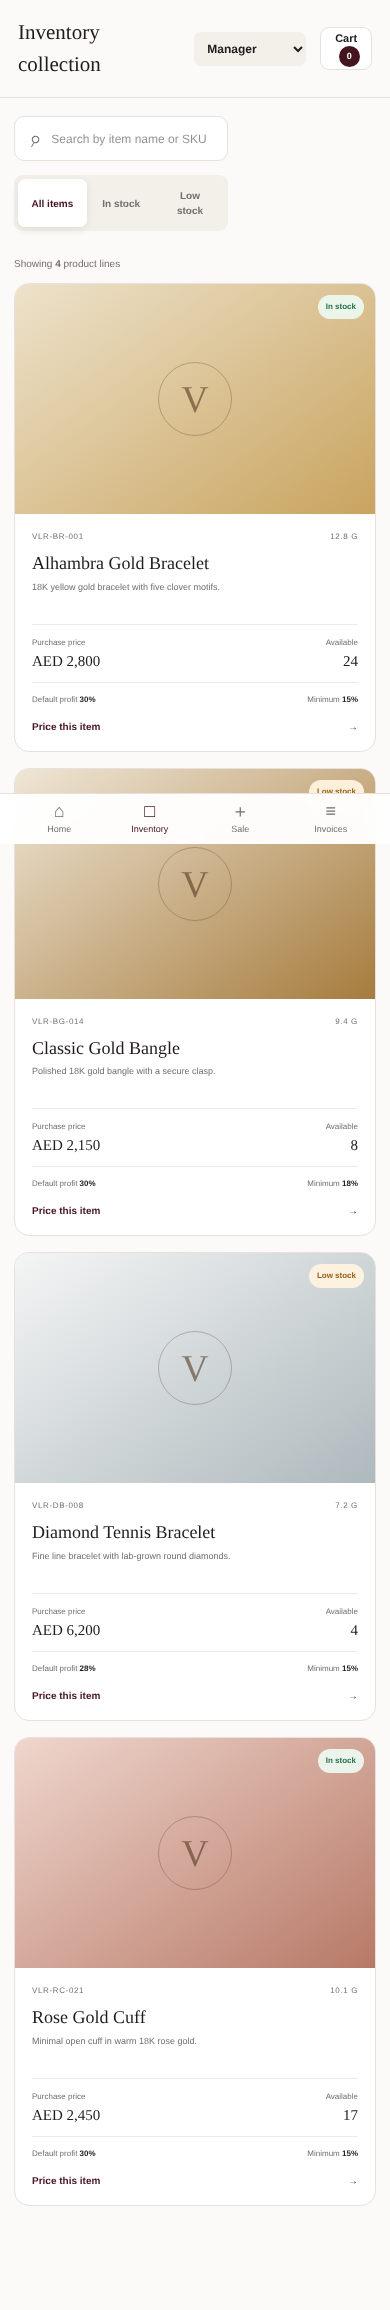 Inventory
collection
Manager
Cart
0
Search by item name or SKU
All items
In stock
Low
stock
Showing 4 product lines
In stock
V
VLR-BR-001
12.8 G
Alhambra Gold Bracelet
18K yellow gold bracelet with five clover motifs.
Purchase price
Available
AED 2,800
24
Default profit 30%
Minimum 15%
Price this item →
Low stock
Home
Inventory
Sale
Invoices
V
VLR-BG-014
9.4 G
Classic Gold Bangle
Polished 18K gold bangle with a secure clasp.
Purchase price
Available
AED 2,150
8
Default profit 30%
Minimum 18%
Price this item →
Low stock
V
VLR-DB-008
7.2 G
Diamond Tennis Bracelet
Fine line bracelet with lab-grown round diamonds.
Purchase price
Available
AED 6,200
4
Default profit 28%
Minimum 15%
Price this item →
In stock
V
VLR-RC-021
10.1 G
Rose Gold Cuff
Minimal open cuff in warm 18K rose gold.
Purchase price
Available
AED 2,450
17
Default profit 30%
Minimum 15%
Price this item →